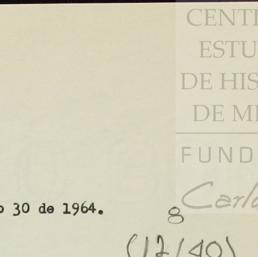 CENT
ESTU
DE HIS
DE M
FUND
Carl
o 30 de 1964.
8
(12/40)